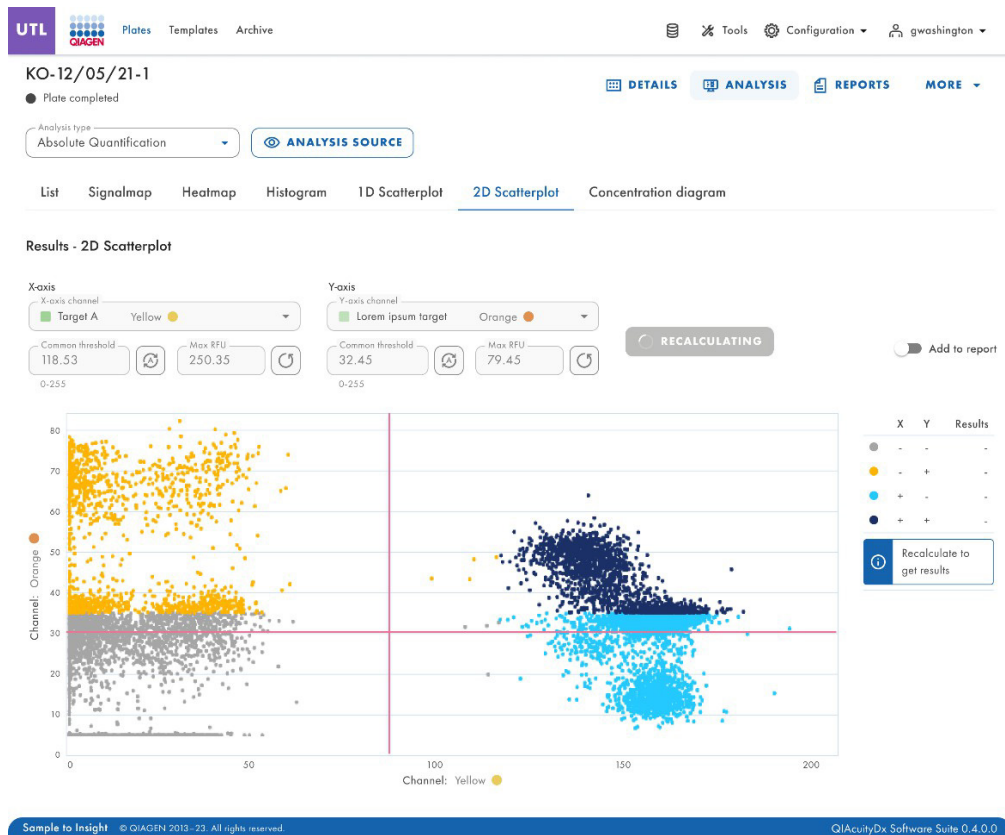 UTL QIAGEN Plates Templates Archive Tools Configuration gwashington
KO-12/05/21-1
Plate completed
DETAILS ANALYSIS REPORTS MORE
Analysis type
Absolute Quantification
ANALYSIS SOURCE
List Signalmap Heatmap Histogram 1D Scatterplot 2D Scatterplot Concentration diagram
Results - 2D Scatterplot
X-axis Y-axis
X-axis channel Y-axis channel
Target A Yellow Lorem ipsum target Orange
RECALCULATING
Common threshold Max RFU Common threshold Max RFU
118.53 A 250.35 32.45 A 79.45
Add to report
0-255 0-255
X Y Results
- - -
- + -
+ - -
+ + -
Recalculate to
get results
80
70
60
50
40
30
20
10
0
Channel: Orange
0 50 100 150 200
Channel: Yellow
Sample to Insight © QIAGEN 2013–23. All rights reserved. QIAcuityDx Software Suite 0.4.0.0